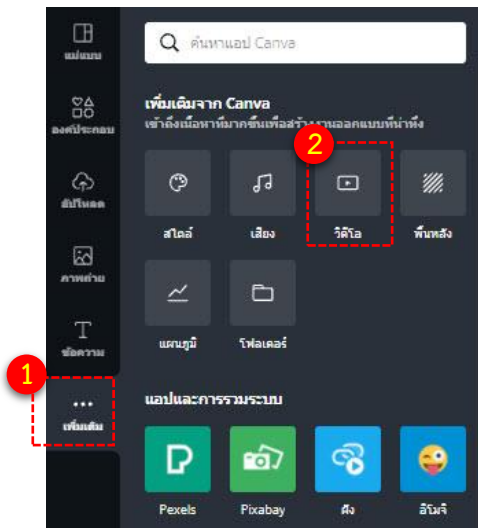 แม่แบบ
องค์ประกอบ
อัปโหลด
ภาพถ่าย
ข้อความ
1
เพิ่มเติม
ค้นหาแอป Canva
เพิ่มเติมจาก Canva
เข้าถึงเนื้อหาที่มากขึ้นเพื่อสร้างงานออกแบบที่น่าทึ่ง
2
สไตล์
เสียง
วิดีโอ
พื้นหลัง
แผนภูมิ
โฟลเดอร์
แอปและการรวมระบบ
Pexels
Pixabay
ฝัง
อีโมจิ